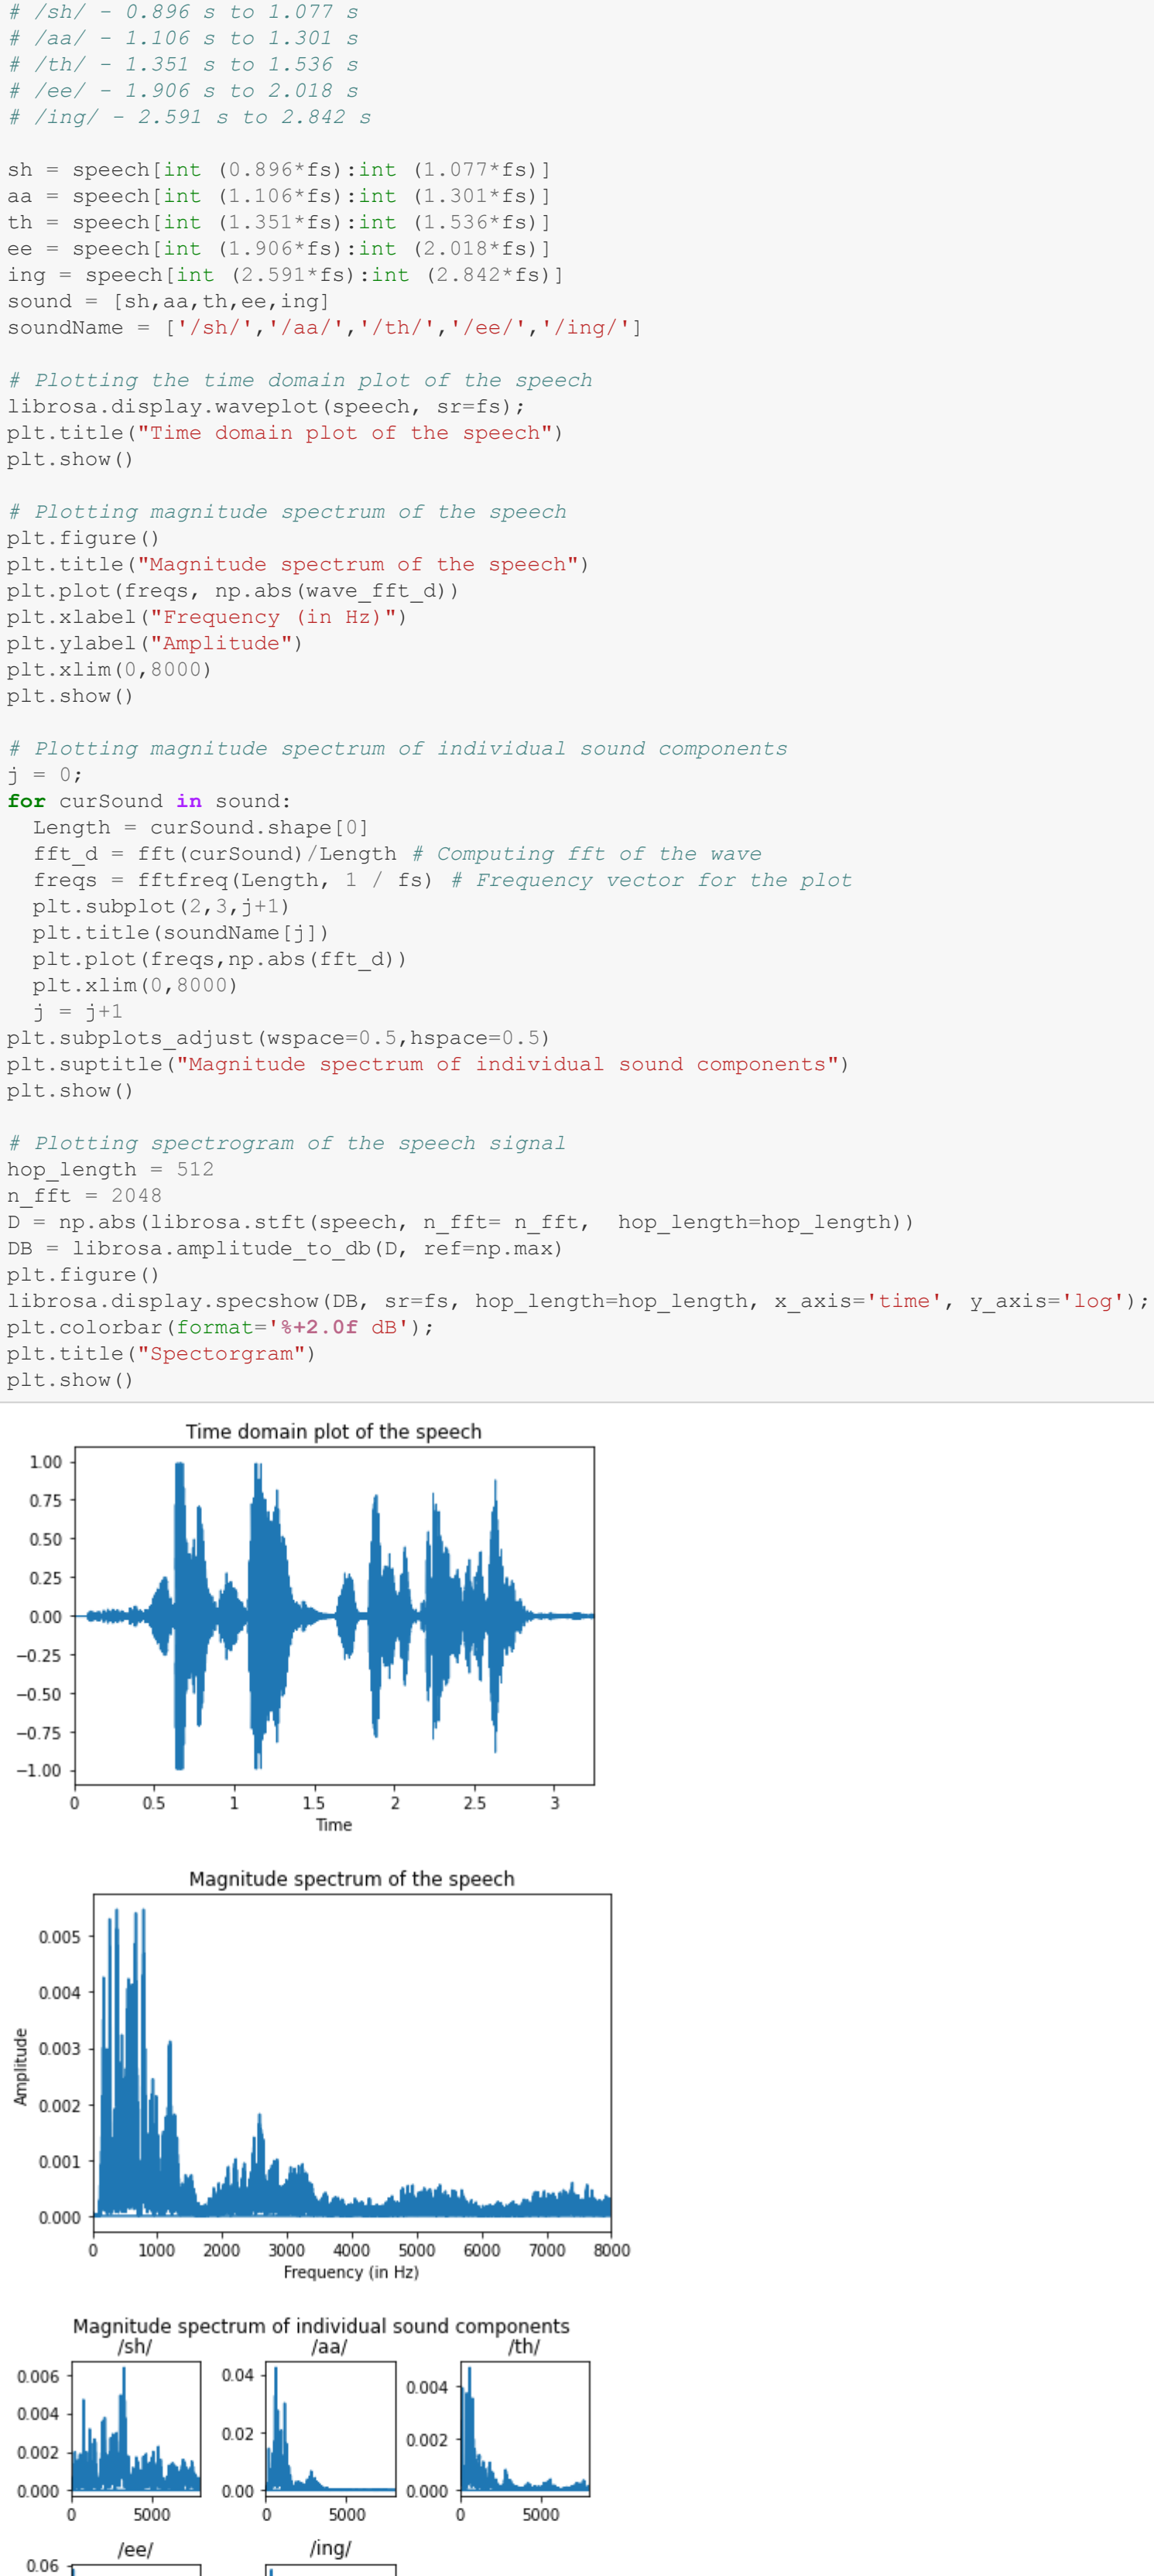 # /sh/ - 0.896 s to 1.077 s
# /aa/ - 1.106 s to 1.301 s
# /th/ - 1.351 s to 1.536 s
# /ee/ - 1.906 s to 2.018 s
# /ing/ - 2.591 s to 2.842 s

sh = speech[int (0.896*fs):int (1.077*fs)]
aa = speech[int (1.106*fs):int (1.301*fs)]
th = speech[int (1.351*fs):int (1.536*fs)]
ee = speech[int (1.906*fs):int (2.018*fs)]
ing = speech[int (2.591*fs):int (2.842*fs)]
sound = [sh,aa,th,ee,ing]
soundName = ['/sh/','/aa/','/th/','/ee/','/ing/']

# Plotting the time domain plot of the speech
librosa.display.waveplot(speech, sr=fs);
plt.title("Time domain plot of the speech")
plt.show()

# Plotting magnitude spectrum of the speech
plt.figure()
plt.title("Magnitude spectrum of the speech")
plt.plot(freqs, np.abs(wave_fft_d))
plt.xlabel("Frequency (in Hz)")
plt.ylabel("Amplitude")
plt.xlim(0,8000)
plt.show()

# Plotting magnitude spectrum of individual sound components
j = 0;
for curSound in sound:
  Length = curSound.shape[0]
  fft_d = fft(curSound)/Length # Computing fft of the wave
  freqs = fftfreq(Length, 1 / fs) # Frequency vector for the plot
  plt.subplot(2,3,j+1)
  plt.title(soundName[j])
  plt.plot(freqs,np.abs(fft_d))
  plt.xlim(0,8000)
  j = j+1
plt.subplots_adjust(wspace=0.5,hspace=0.5)
plt.suptitle("Magnitude spectrum of individual sound components")
plt.show()

# Plotting spectrogram of the speech signal
hop_length = 512
n_fft = 2048
D = np.abs(librosa.stft(speech, n_fft= n_fft,  hop_length=hop_length))
DB = librosa.amplitude_to_db(D, ref=np.max)
plt.figure()
librosa.display.specshow(DB, sr=fs, hop_length=hop_length, x_axis='time', y_axis='log');
plt.colorbar(format='%+2.0f dB');
plt.title("Spectorgram")
plt.show()

Time domain plot of the speech
1.00
0.75
0.50
0.25
0.00
−0.25
−0.50
−0.75
−1.00
0 0.5 1 1.5 2 2.5 3
Time

Magnitude spectrum of the speech
0.005
0.004
0.003
0.002
0.001
0.000
Amplitude
0 1000 2000 3000 4000 5000 6000 7000 8000
Frequency (in Hz)

Magnitude spectrum of individual sound components
/sh/ /aa/ /th/
0.006
0.004
0.002
0.000
0 5000
0.04
0.02
0.00
0 5000
0.004
0.002
0.000
0 5000
/ee/ /ing/
0.06